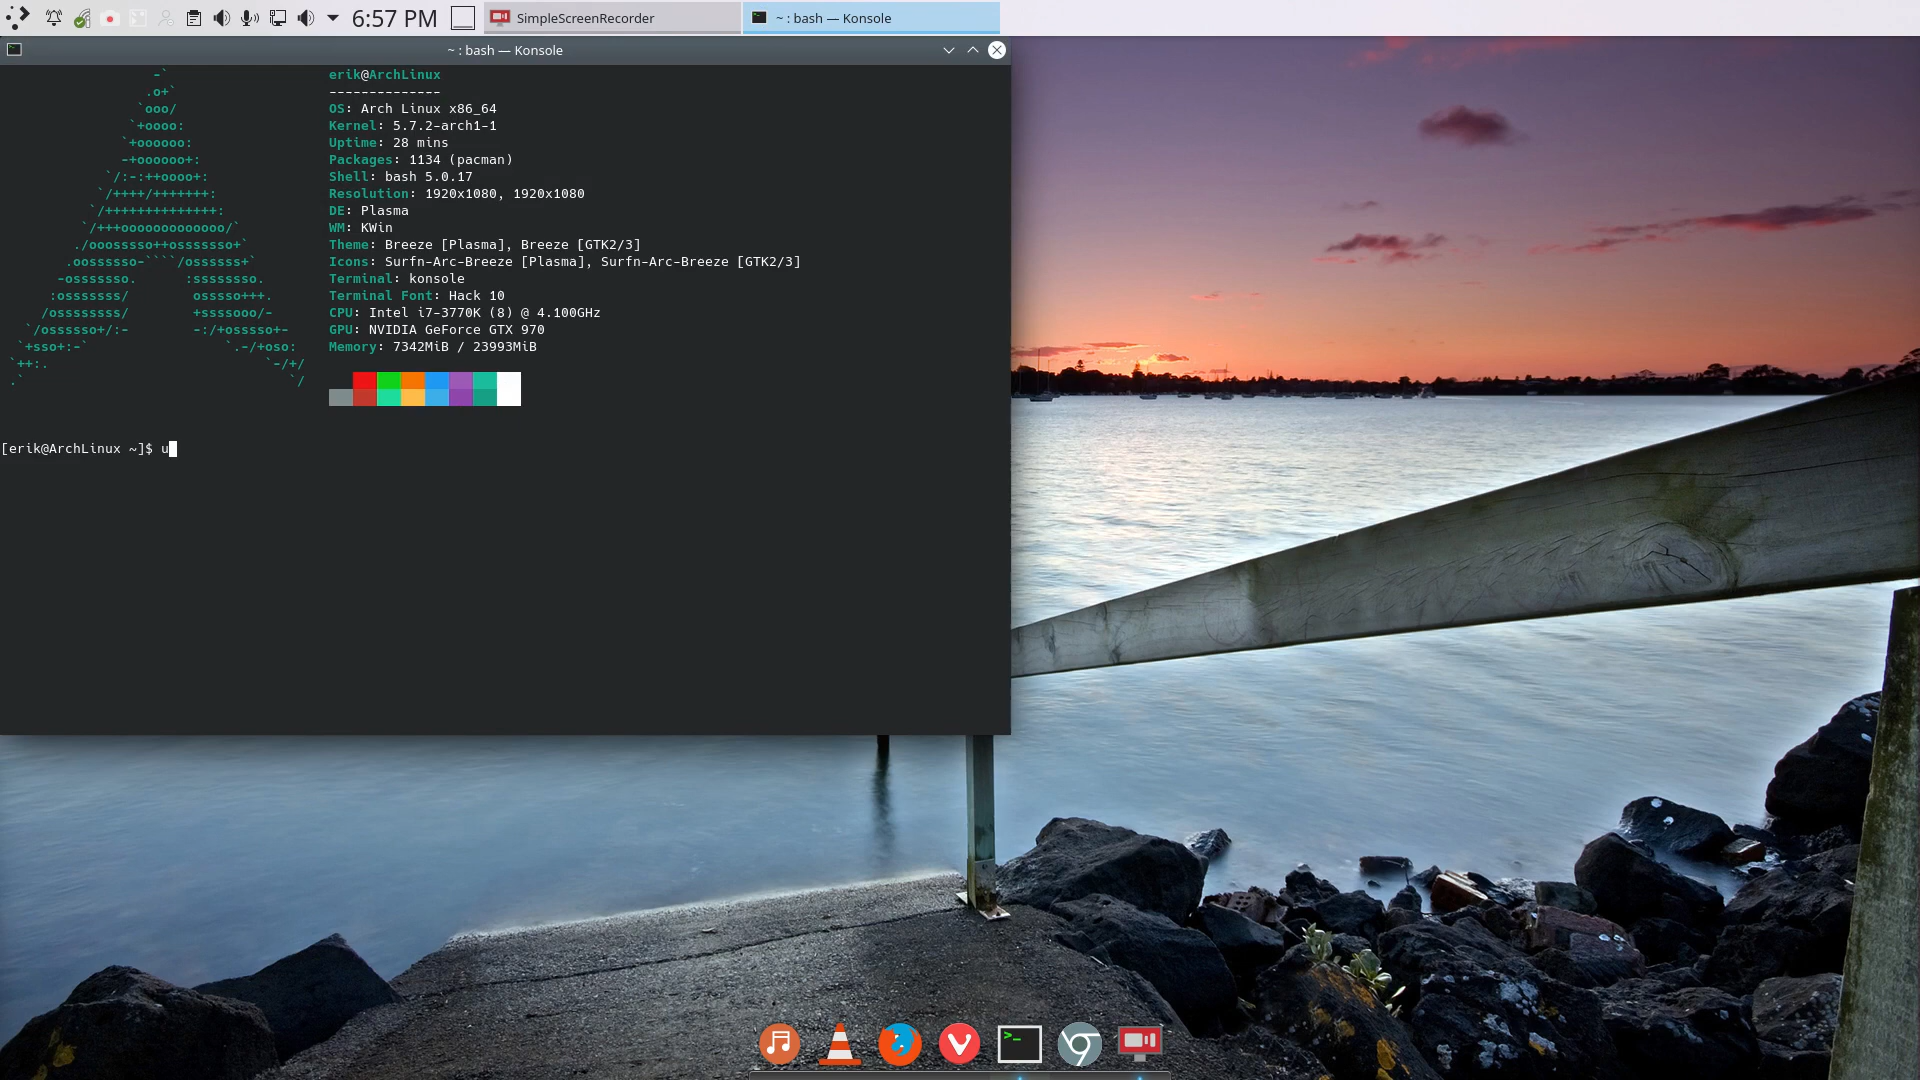 6:57 PM
SimpleScreenRecorder
~ : bash — Konsole
~ : bash — Konsole
erik@ArchLinux
--------------
OS: Arch Linux x86_64
Kernel: 5.7.2-arch1-1
Uptime: 28 mins
Packages: 1134 (pacman)
Shell: bash 5.0.17
Resolution: 1920x1080, 1920x1080
DE: Plasma
WM: KWin
Theme: Breeze [Plasma], Breeze [GTK2/3]
Icons: Surfn-Arc-Breeze [Plasma], Surfn-Arc-Breeze [GTK2/3]
Terminal: konsole
Terminal Font: Hack 10
CPU: Intel i7-3770K (8) @ 4.100GHz
GPU: NVIDIA GeForce GTX 970
Memory: 7342MiB / 23993MiB
[erik@ArchLinux ~]$ u